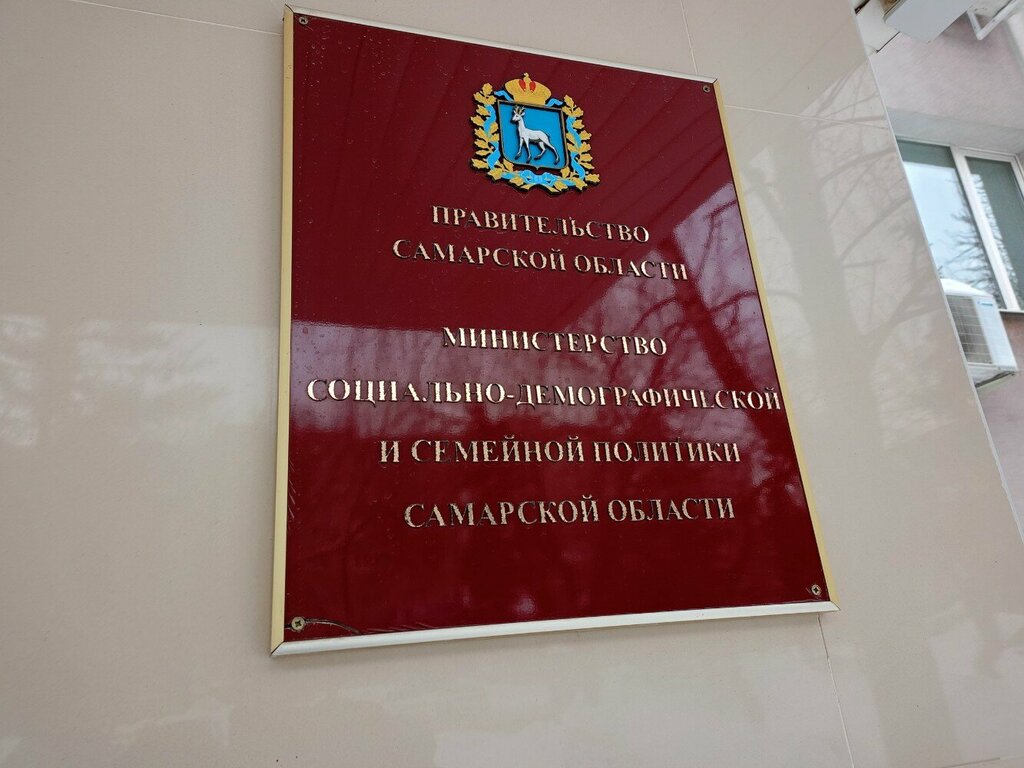 ПРАВИТЕЛЬСТВО
САМАРСКОЙ ОБЛАСТИ
МИНИСТЕРСТВО
СОЦИАЛЬНО-ДЕМОГРАФИЧЕСКОЙ
И СЕМЕЙНОЙ ПОЛИТИКИ
САМАРСКОЙ ОБЛАСТИ